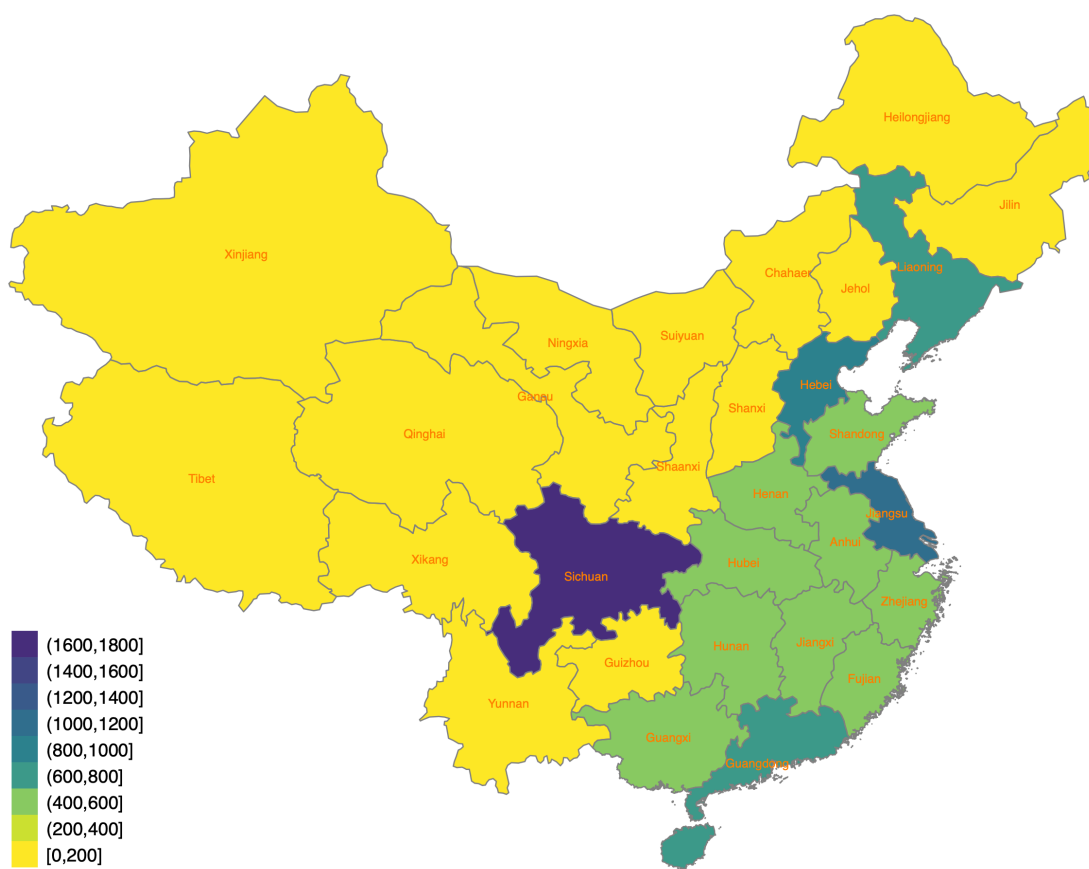 Heilongjiang
Jilin
Xinjiang
Chahaer
Liaoning
Jehol
Ningxia
Suiyuan
Hebei
Gansu
Shanxi
Qinghai
Shandong
Shaanxi
Tibet
Henan
Jiangsu
Anhui
Xikang
Hubei
Sichuan
Zhejiang
Hunan
Jiangxi
Guizhou
Fujian
Yunnan
Guangxi
Guangdong
(1600,1800]
(1400,1600]
(1200,1400]
(1000,1200]
(800,1000]
(600,800]
(400,600]
(200,400]
[0,200]